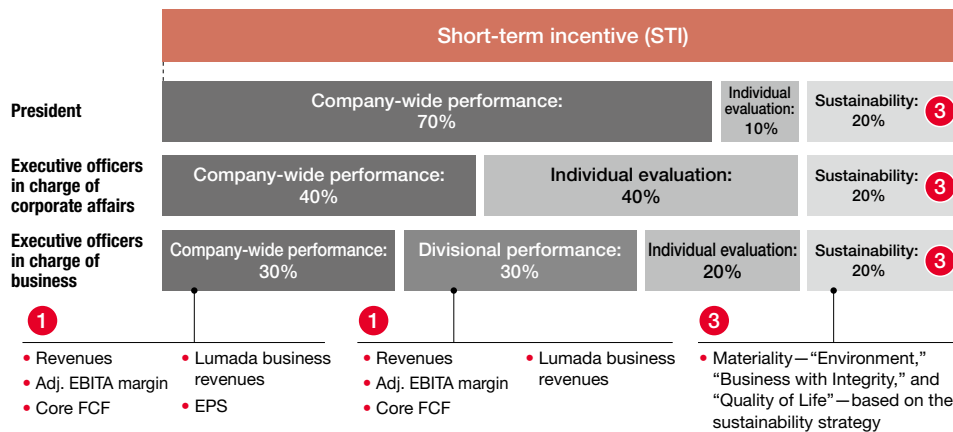 Short-term incentive (STI)
President
Company-wide performance:
70%
Individual
evaluation:
10%
Sustainability:
20%
3
Executive officers
in charge of
corporate affairs
Company-wide performance:
40%
Individual evaluation:
40%
Sustainability:
20%
3
Executive officers
in charge of
business
Company-wide performance:
30%
Divisional performance:
30%
Individual evaluation:
20%
Sustainability:
20%
3
1
• Revenues
• Adj. EBITA margin
• Core FCF
• Lumada business
revenues
• EPS
1
• Revenues
• Adj. EBITA margin
• Core FCF
• Lumada business
revenues
3
• Materiality—“Environment,”
“Business with Integrity,” and
“Quality of Life”—based on the
sustainability strategy